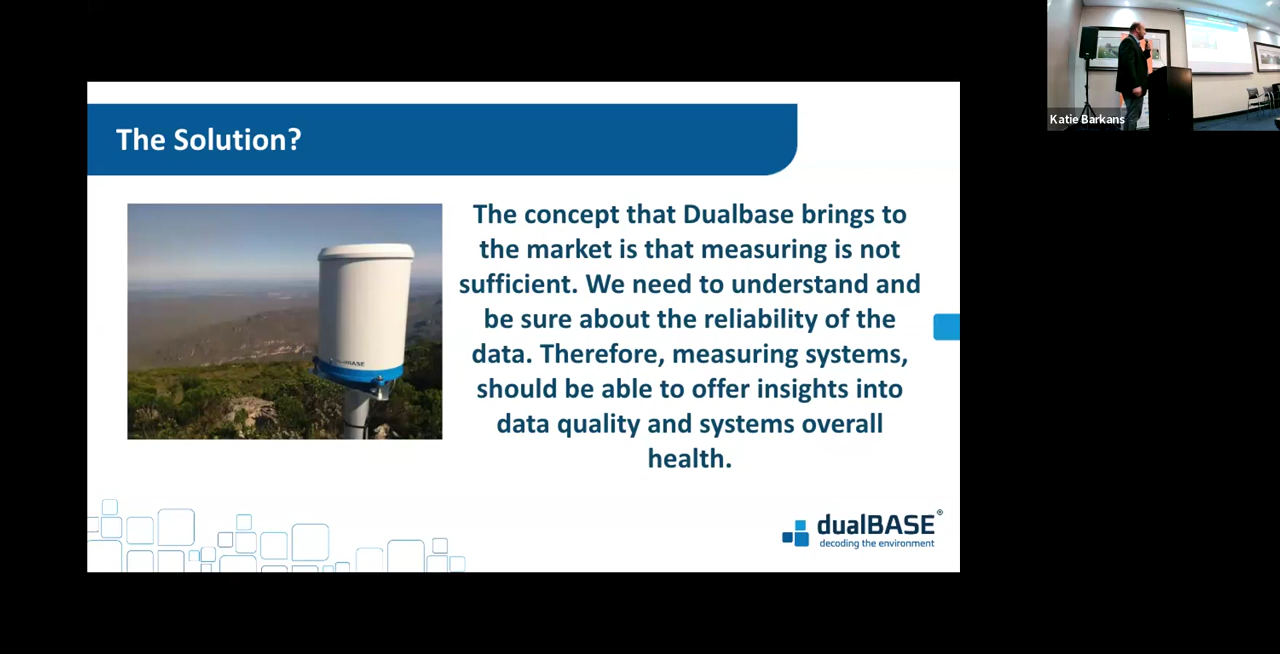 The Solution?
The concept that Dualbase brings to
the market is that measuring is not
sufficient. We need to understand and
be sure about the reliability of the
data. Therefore, measuring systems,
should be able to offer insights into
data quality and systems overall
health.
dualBASE®
decoding the environment
Katie Barkans